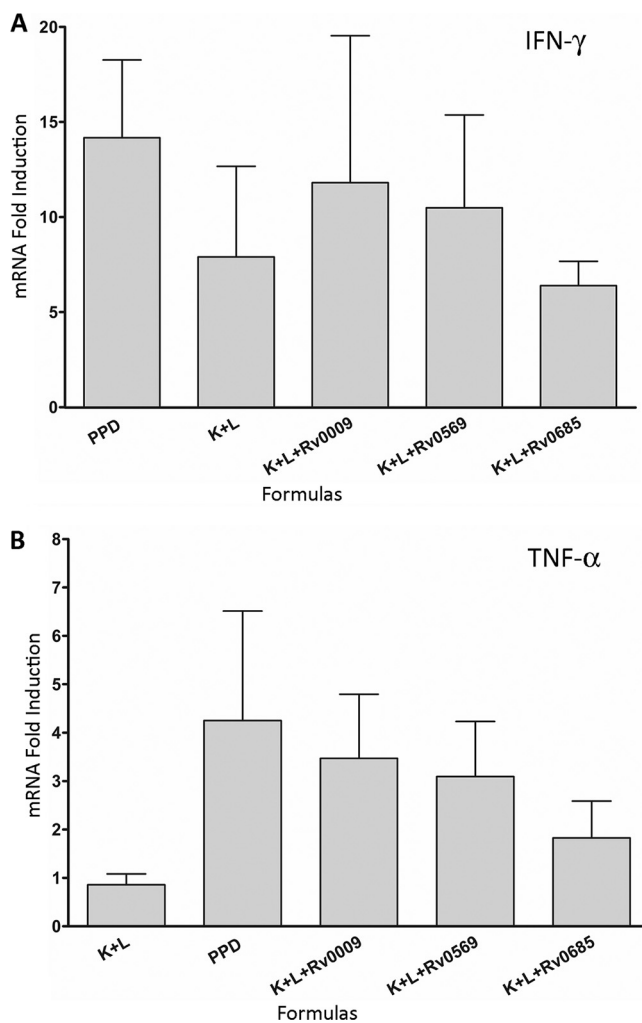 A
IFN-γ
mRNA Fold Induction
20
15
10
5
0
PPD
K+L
K+L+Rv0009
K+L+Rv0569
K+L+Rv0685
Formulas
B
TNF-α
mRNA Fold Induction
8
7
6
5
4
3
2
1
0
K+L
PPD
K+L+Rv0009
K+L+Rv0569
K+L+Rv0685
Formulas